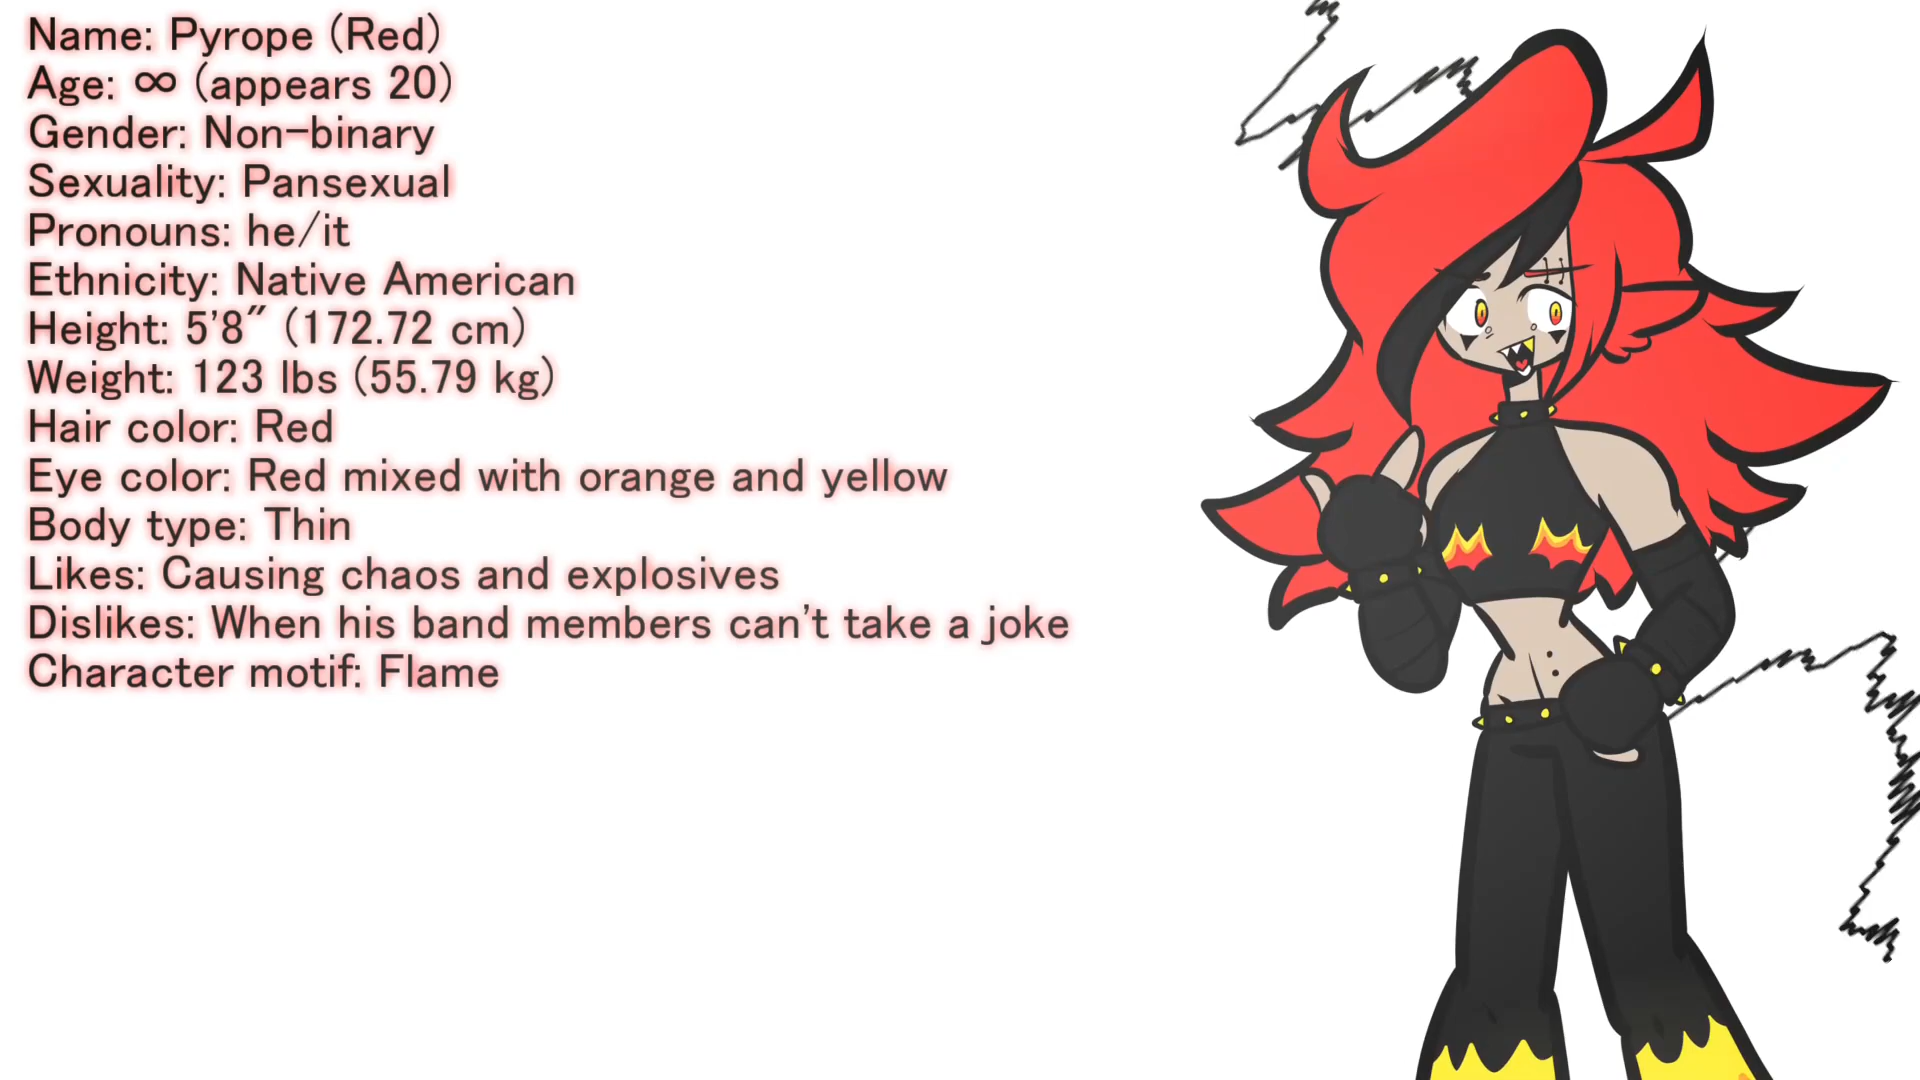 Name: Pyrope (Red)
Age: ∞ (appears 20)
Gender: Non-binary
Sexuality: Pansexual
Pronouns: he/it
Ethnicity: Native American
Height: 5'8" (172.72 cm)
Weight: 123 lbs (55.79 kg)
Hair color: Red
Eye color: Red mixed with orange and yellow
Body type: Thin
Likes: Causing chaos and explosives
Dislikes: When his band members can't take a joke
Character motif: Flame